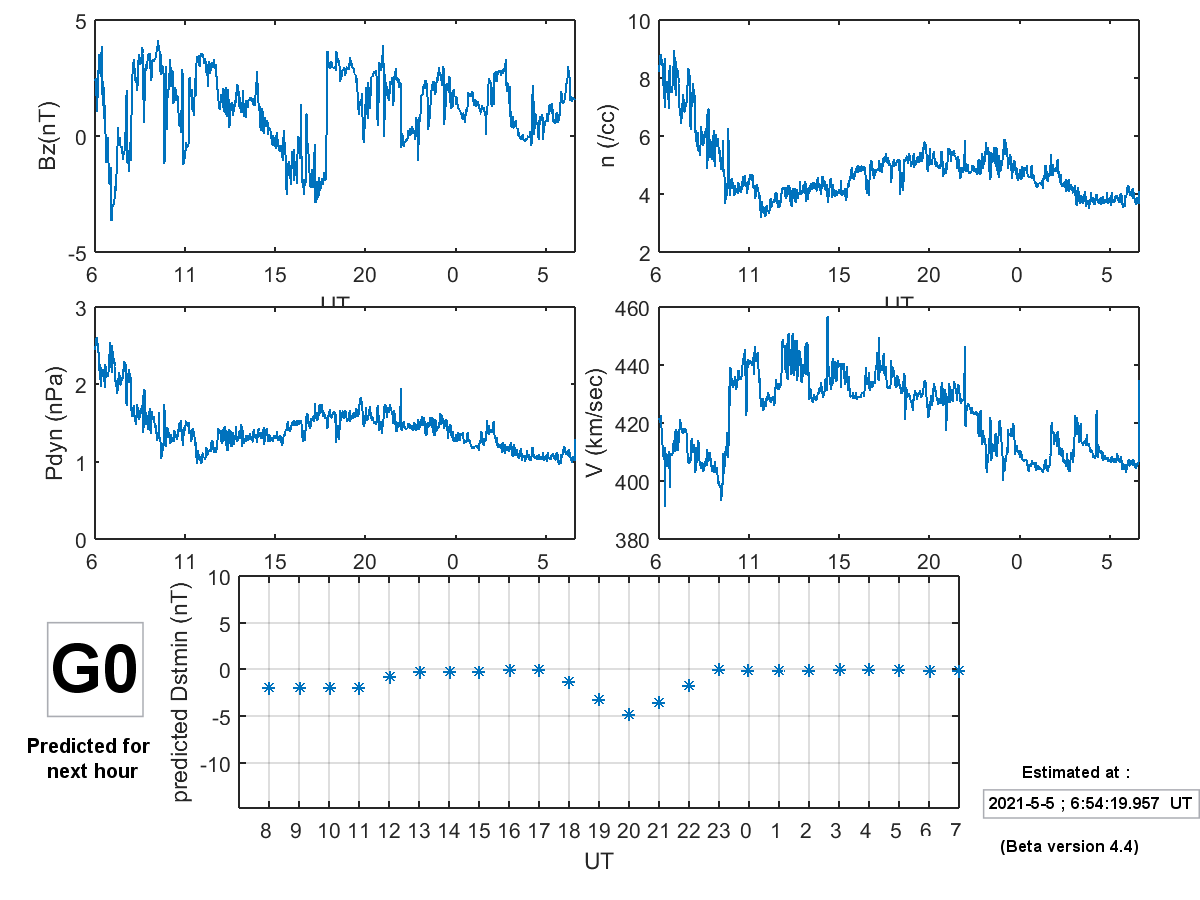 5
0
-5
Bz(nT)
6 11 15 20 0 5
UT
10
8
6
4
2
n (/cc)
6 11 15 20 0 5
UT
3
2
1
0
Pdyn (nPa)
6 11 15 20 0 5
460
440
420
400
380
V (km/sec)
6 11 15 20 0 5
G0
Predicted for
next hour
10
5
0
-5
-10
predicted Dstmin (nT)
8 9 10 11 12 13 14 15 16 17 18 19 20 21 22 23 0 1 2 3 4 5 6 7
UT
Estimated at :
2021-5-5 ; 6:54:19.957 UT
(Beta version 4.4)